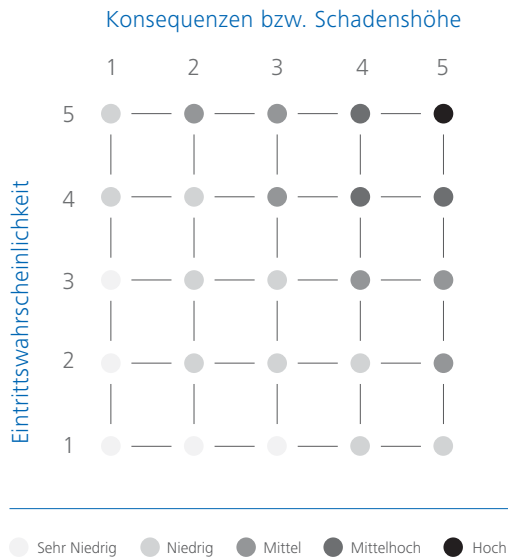 Konsequenzen bzw. Schadenshöhe
1 2 3 4 5
Eintrittswahrscheinlichkeit
5
4
3
2
1
Sehr Niedrig Niedrig Mittel Mittelhoch Hoch